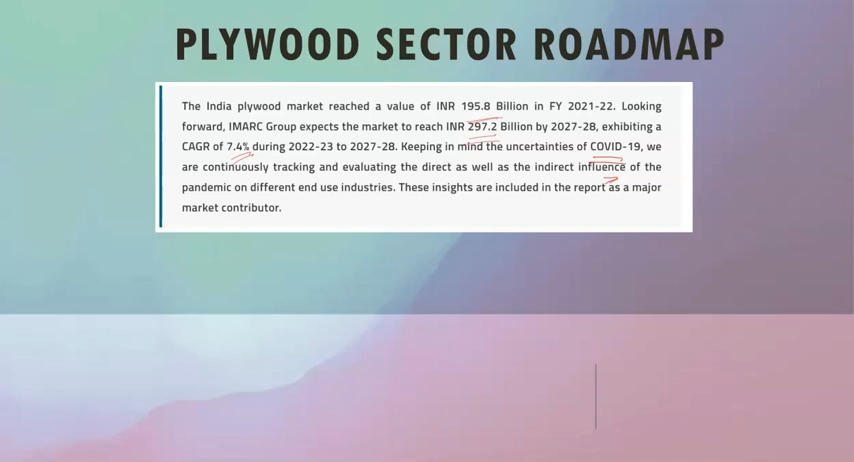 PLYWOOD SECTOR ROADMAP
The India plywood market reached a value of INR 195.8 Billion in FY 2021-22. Looking
forward, IMARC Group expects the market to reach INR 297.2 Billion by 2027-28, exhibiting a
CAGR of 7.4% during 2022-23 to 2027-28. Keeping in mind the uncertainties of COVID-19, we
are continuously tracking and evaluating the direct as well as the indirect influence of the
pandemic on different end use industries. These insights are included in the report as a major
market contributor.